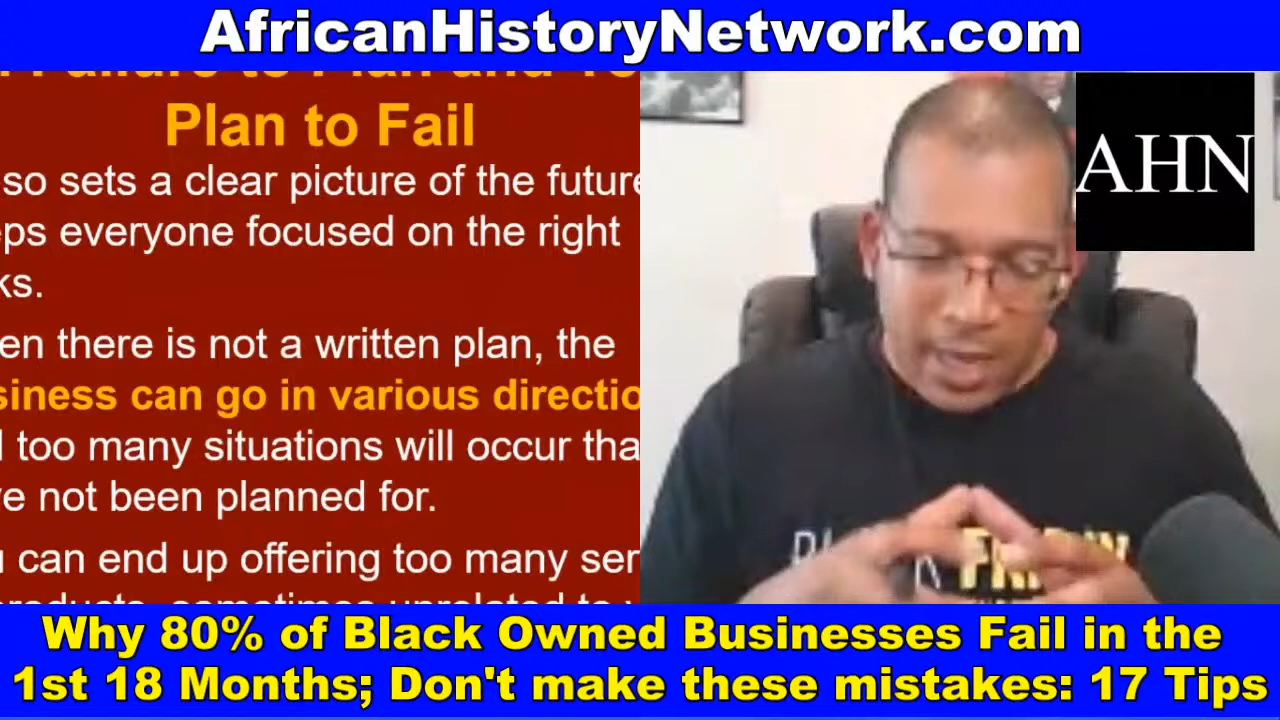 AfricanHistoryNetwork.com
Plan to Fail
so sets a clear picture of the future
eps everyone focused on the right
ks.
en there is not a written plan, the
siness can go in various directio
too many situations will occur tha
ve not been planned for.
can end up offering too many ser
AHN
Why 80% of Black Owned Businesses Fail in the
1st 18 Months; Don't make these mistakes: 17 Tips